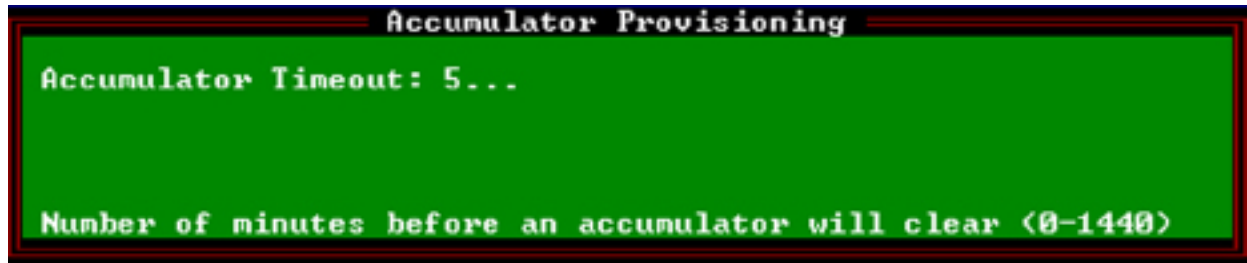 Accumulator Provisioning
Accumulator Timeout: 5...
Number of minutes before an accumulator will clear (0-1440)